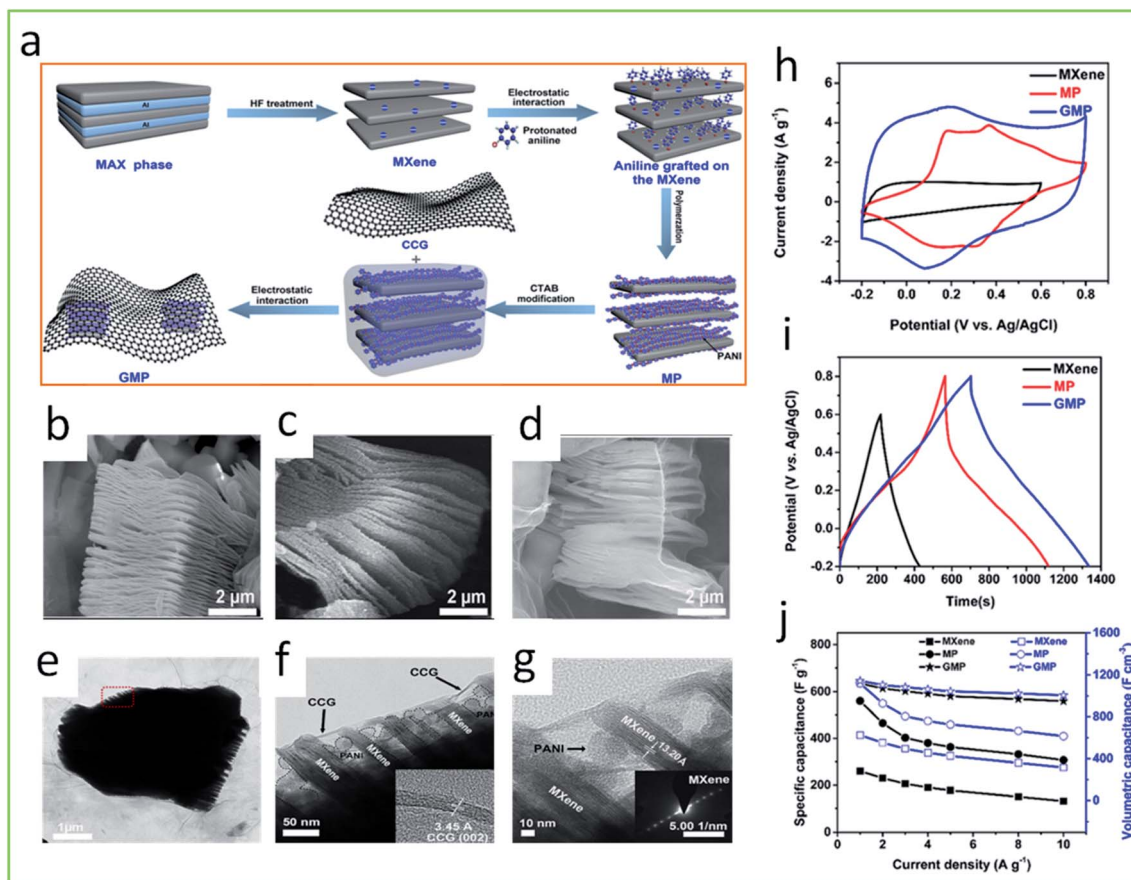 a
Al
Al
MAX phase
HF treatment
MXene
Electrostatic
interaction
Protonated
aniline
Aniline grafted on
the MXene
Polymerzation
CCG
+
GMP
Electrostatic
interaction
CTAB
modification
PANI
MP
b
2 µm
c
2 µm
d
2 µm
e
1µm
f
CCG
CCG
MXene
PANI
MXene
MXene
PANI
50 nm
3.45 A
CCG (002)
g
MXene
13.20A
PANI
MXene
10 nm
MXene
5.00 1/nm
h
MXene
MP
GMP
Current density (A g⁻¹)
6
4
2
0
-2
-4
-0.2 0.0 0.2 0.4 0.6 0.8
Potential (V vs. Ag/AgCl)
i
MXene
MP
GMP
Potential (V vs. Ag/AgCl)
0.8
0.6
0.4
0.2
0.0
-0.2
0 200 400 600 800 1000 1200 1400
Time(s)
j
MXene MXene
MP MP
GMP GMP
Specific capacitance (F g⁻¹)
800
600
400
200
0
Volumetric capacitance (F cm⁻³)
1600
1200
800
400
0
0 2 4 6 8 10
Current density (A g⁻¹)